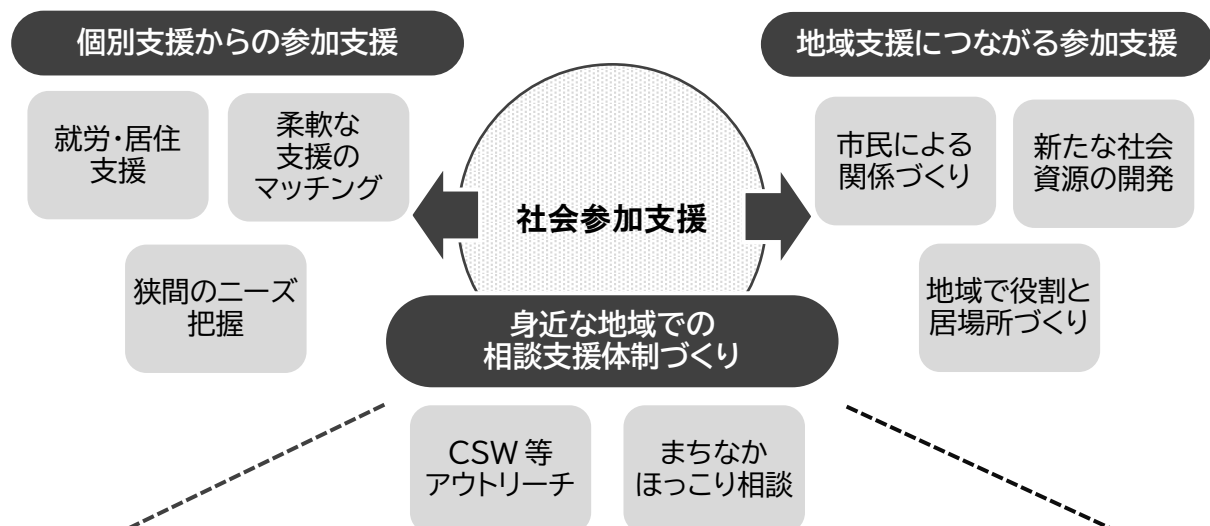 個別支援からの参加支援
地域支援につながる参加支援
就労・居住
支援
柔軟な
支援の
マッチング
狭間のニーズ
把握
社会参加支援
市民による
関係づくり
新たな社会
資源の開発
地域で役割と
居場所づくり
身近な地域での
相談支援体制づくり
CSW 等
アウトリーチ
まちなか
ほっこり相談